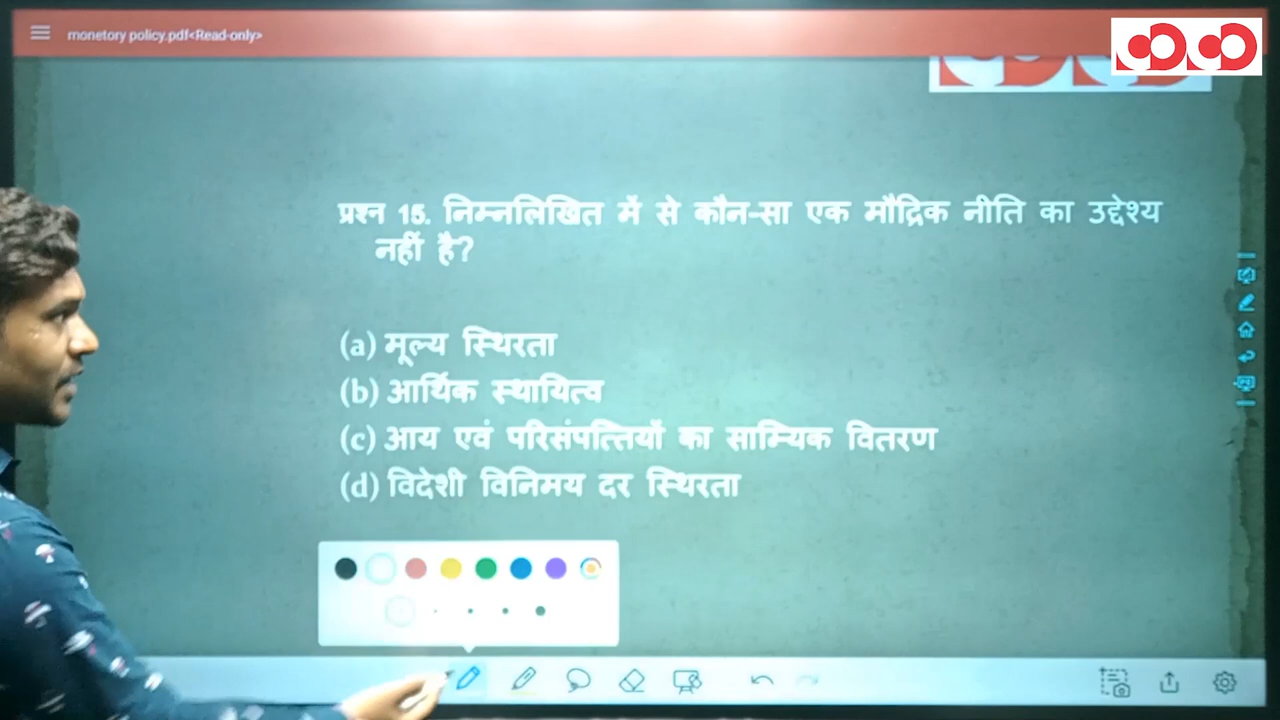 monetory policy.pdf<Read-only>
प्रश्न 15. निम्नलिखित में से कौन-सा एक मौद्रिक नीति का उद्देश्य
नहीं है?
(a) मूल्य स्थिरता
(b) आर्थिक स्थायित्व
(c) आय एवं परिसंपत्तियों का साम्यिक वितरण
(d) विदेशी विनिमय दर स्थिरता